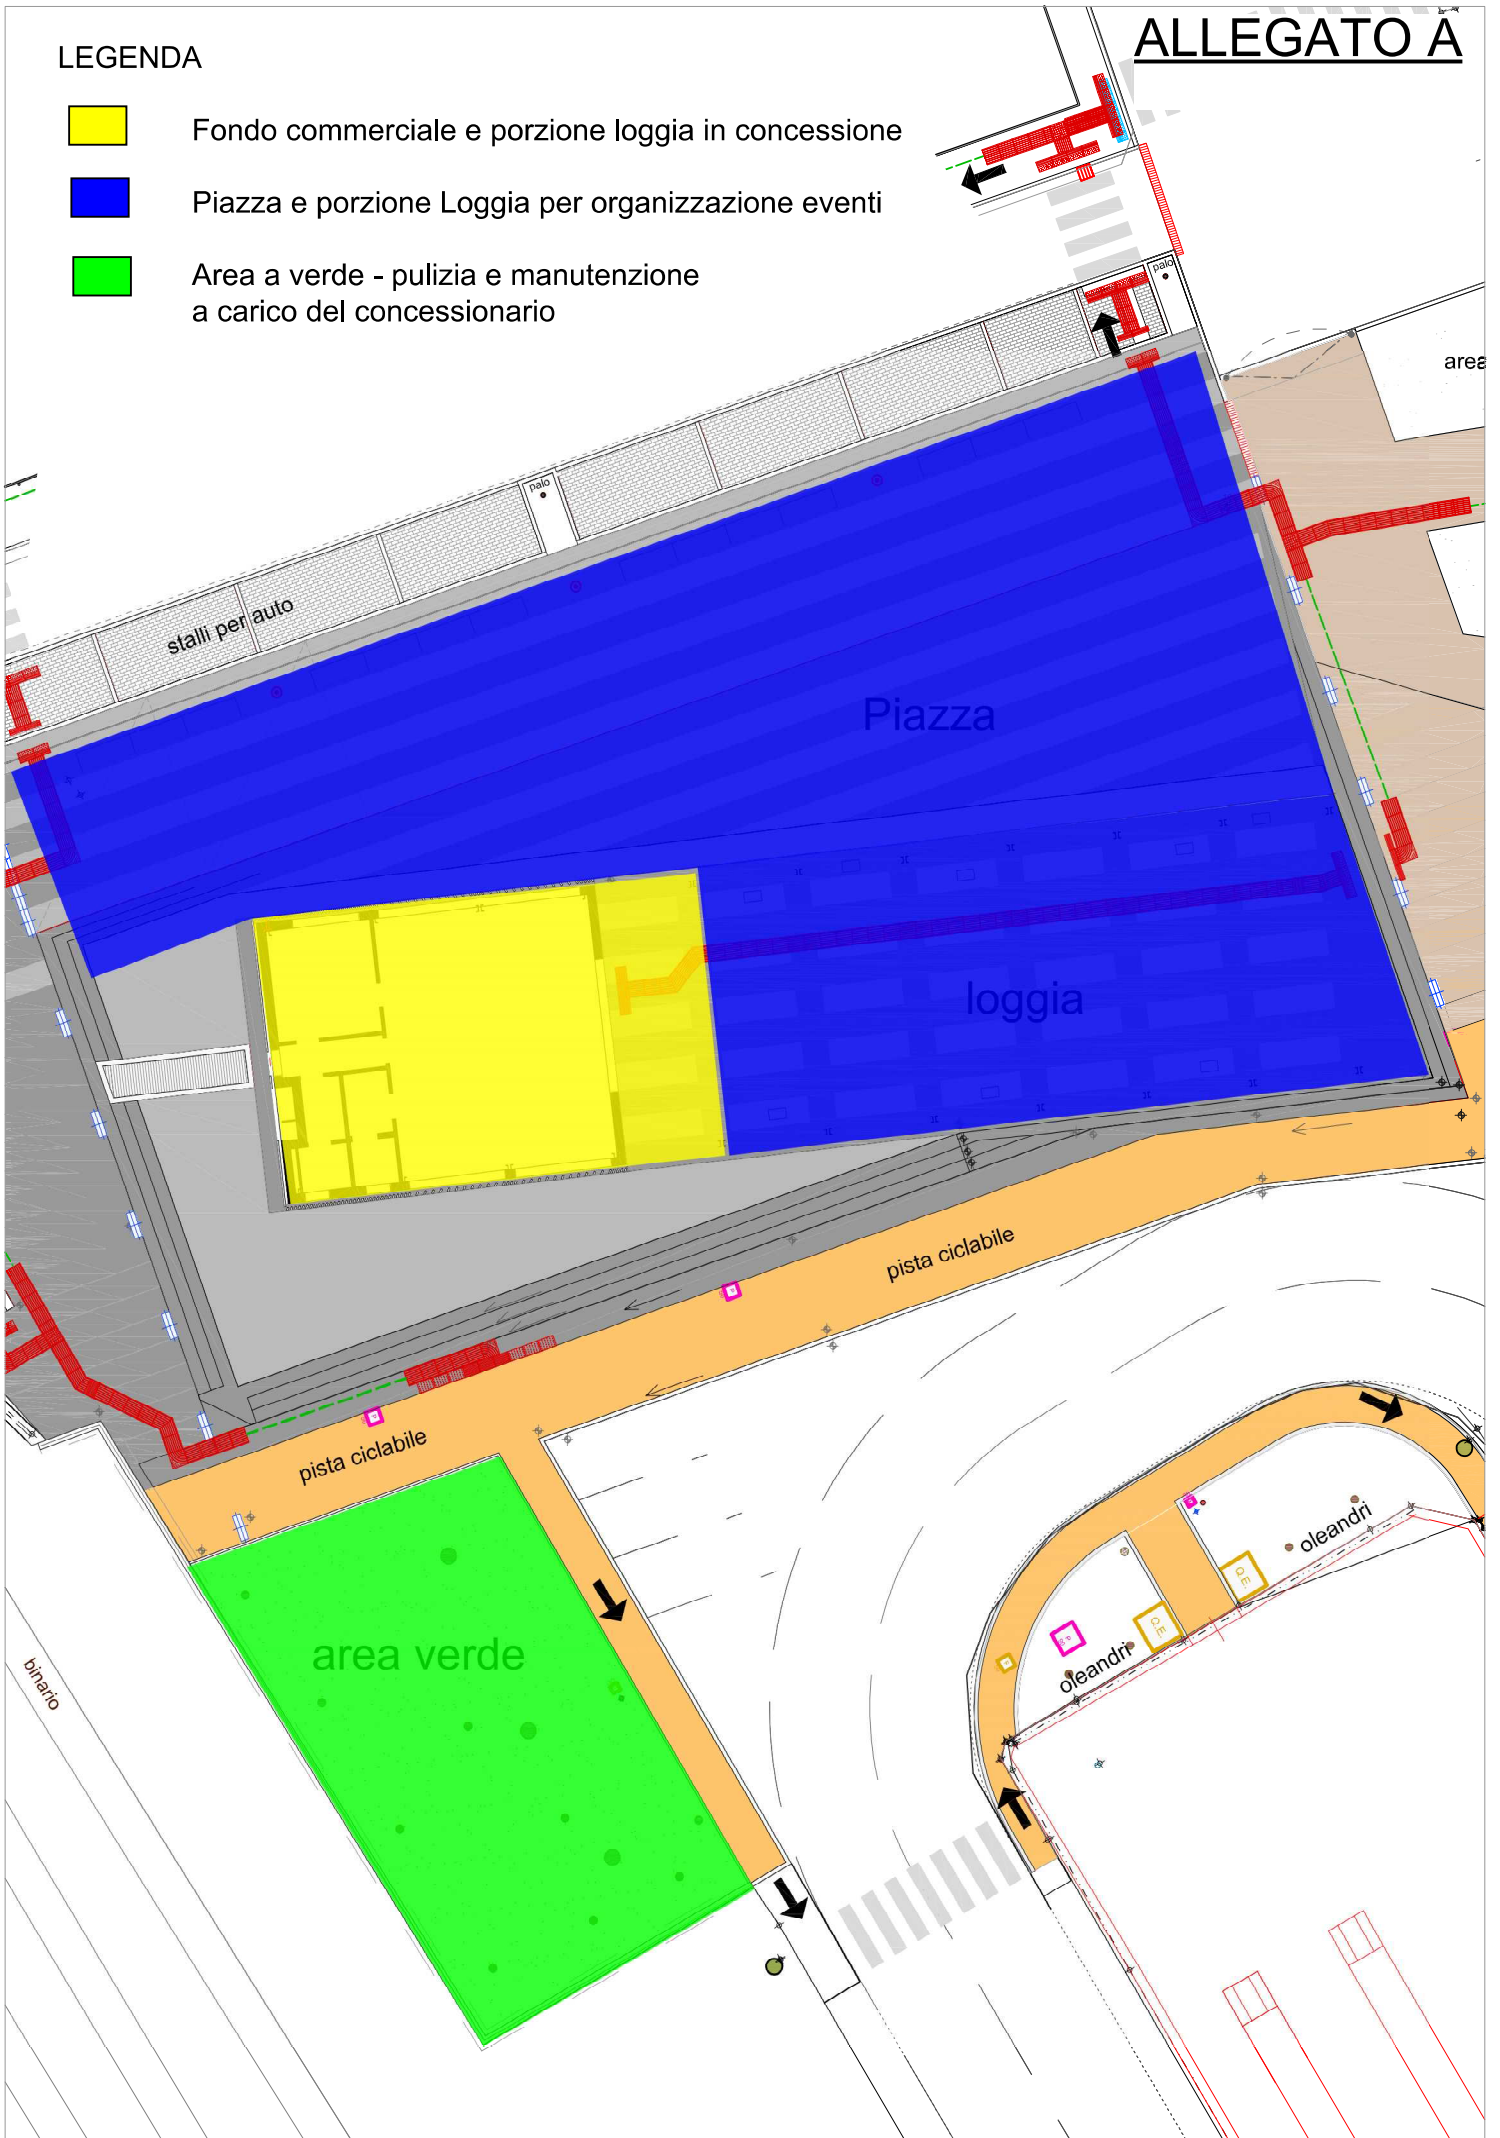 ALLEGATO A
LEGENDA
Fondo commerciale e porzione loggia in concessione
Piazza e porzione Loggia per organizzazione eventi
Area a verde - pulizia e manutenzione
a carico del concessionario
palo
area
palo
stalli per auto
Piazza
loggia
pista ciclabile
pista ciclabile
oleandri
Q.E.
C.E.
oleandri
area verde
binario